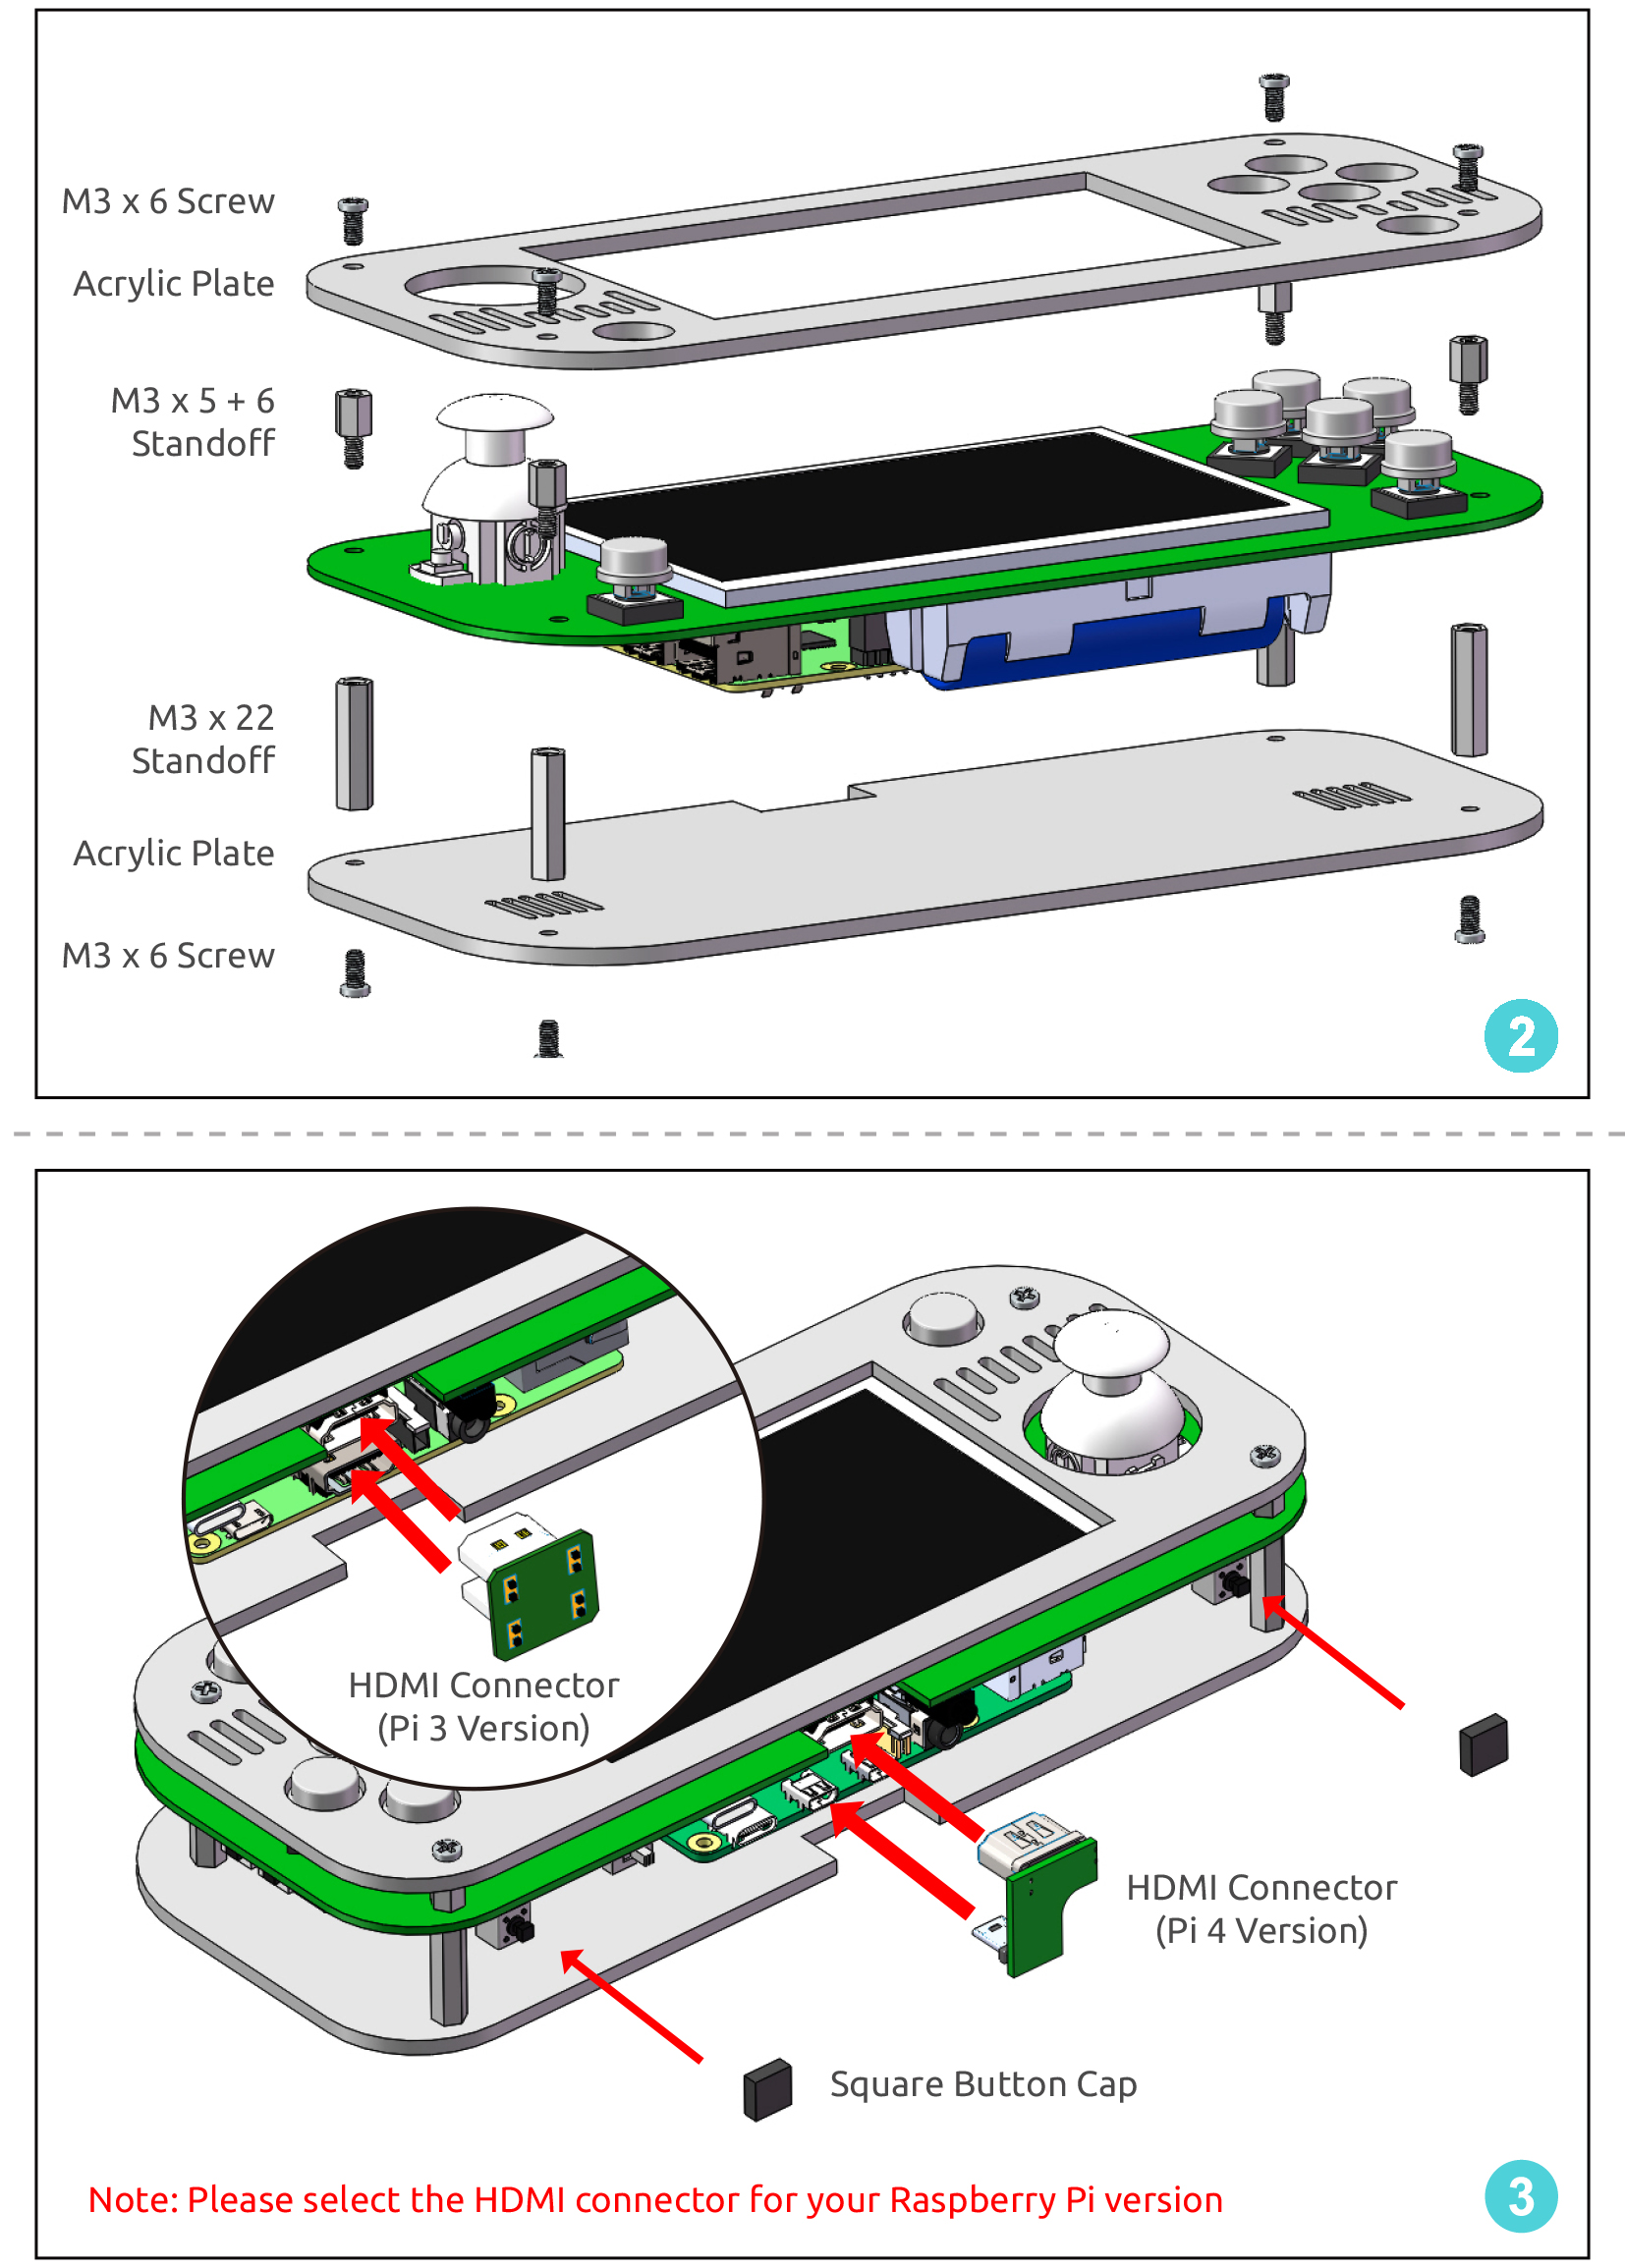 M3 x 6 Screw
Acrylic Plate
M3 x 5 + 6
Standoff
M3 x 22
Standoff
Acrylic Plate
M3 x 6 Screw
2
HDMI Connector
(Pi 3 Version)
HDMI Connector
(Pi 4 Version)
Square Button Cap
Note: Please select the HDMI connector for your Raspberry Pi version
3